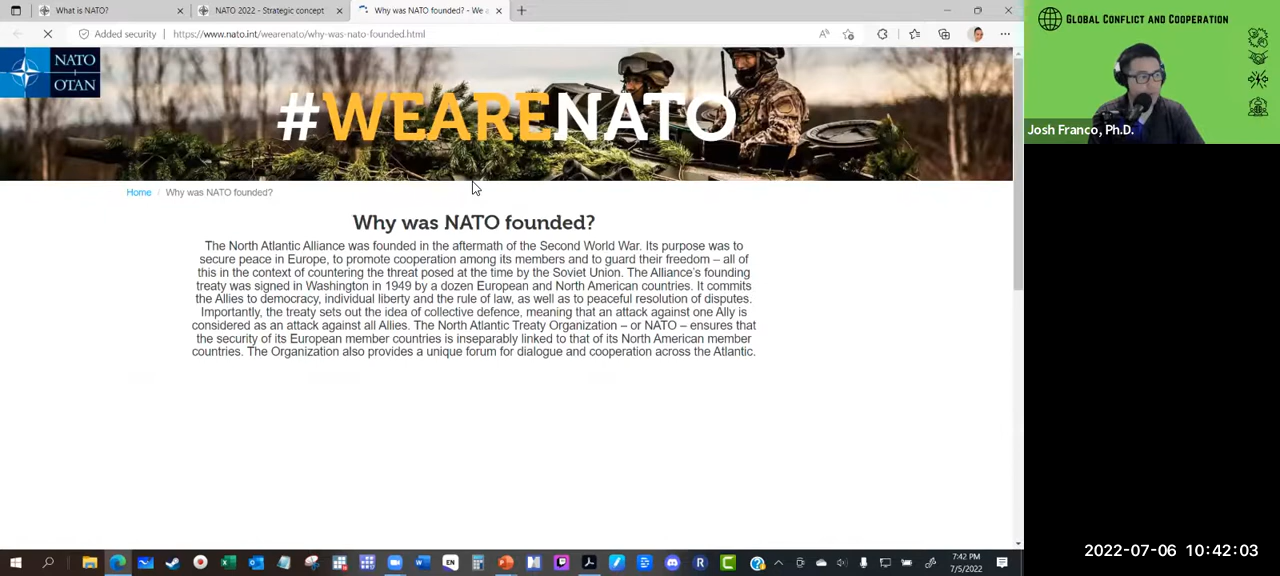 What is NATO?
NATO 2022 - Strategic concept
Why was NATO founded? - We a
Added security
https://www.nato.int/wearenato/why-was-nato-founded.html
NATO
OTAN
#WEARENATO
Home / Why was NATO founded?
Why was NATO founded?
The North Atlantic Alliance was founded in the aftermath of the Second World War. Its purpose was to
secure peace in Europe, to promote cooperation among its members and to guard their freedom – all of
this in the context of countering the threat posed at the time by the Soviet Union. The Alliance's founding
treaty was signed in Washington in 1949 by a dozen European and North American countries. It commits
the Allies to democracy, individual liberty and the rule of law, as well as to peaceful resolution of disputes.
Importantly, the treaty sets out the idea of collective defence, meaning that an attack against one Ally is
considered as an attack against all Allies. The North Atlantic Treaty Organization – or NATO – ensures that
the security of its European member countries is inseparably linked to that of its North American member
countries. The Organization also provides a unique forum for dialogue and cooperation across the Atlantic.
EN
7:42 PM
7/5/2022
GLOBAL CONFLICT AND COOPERATION
Josh Franco, Ph.D.
2022-07-06 10:42:03